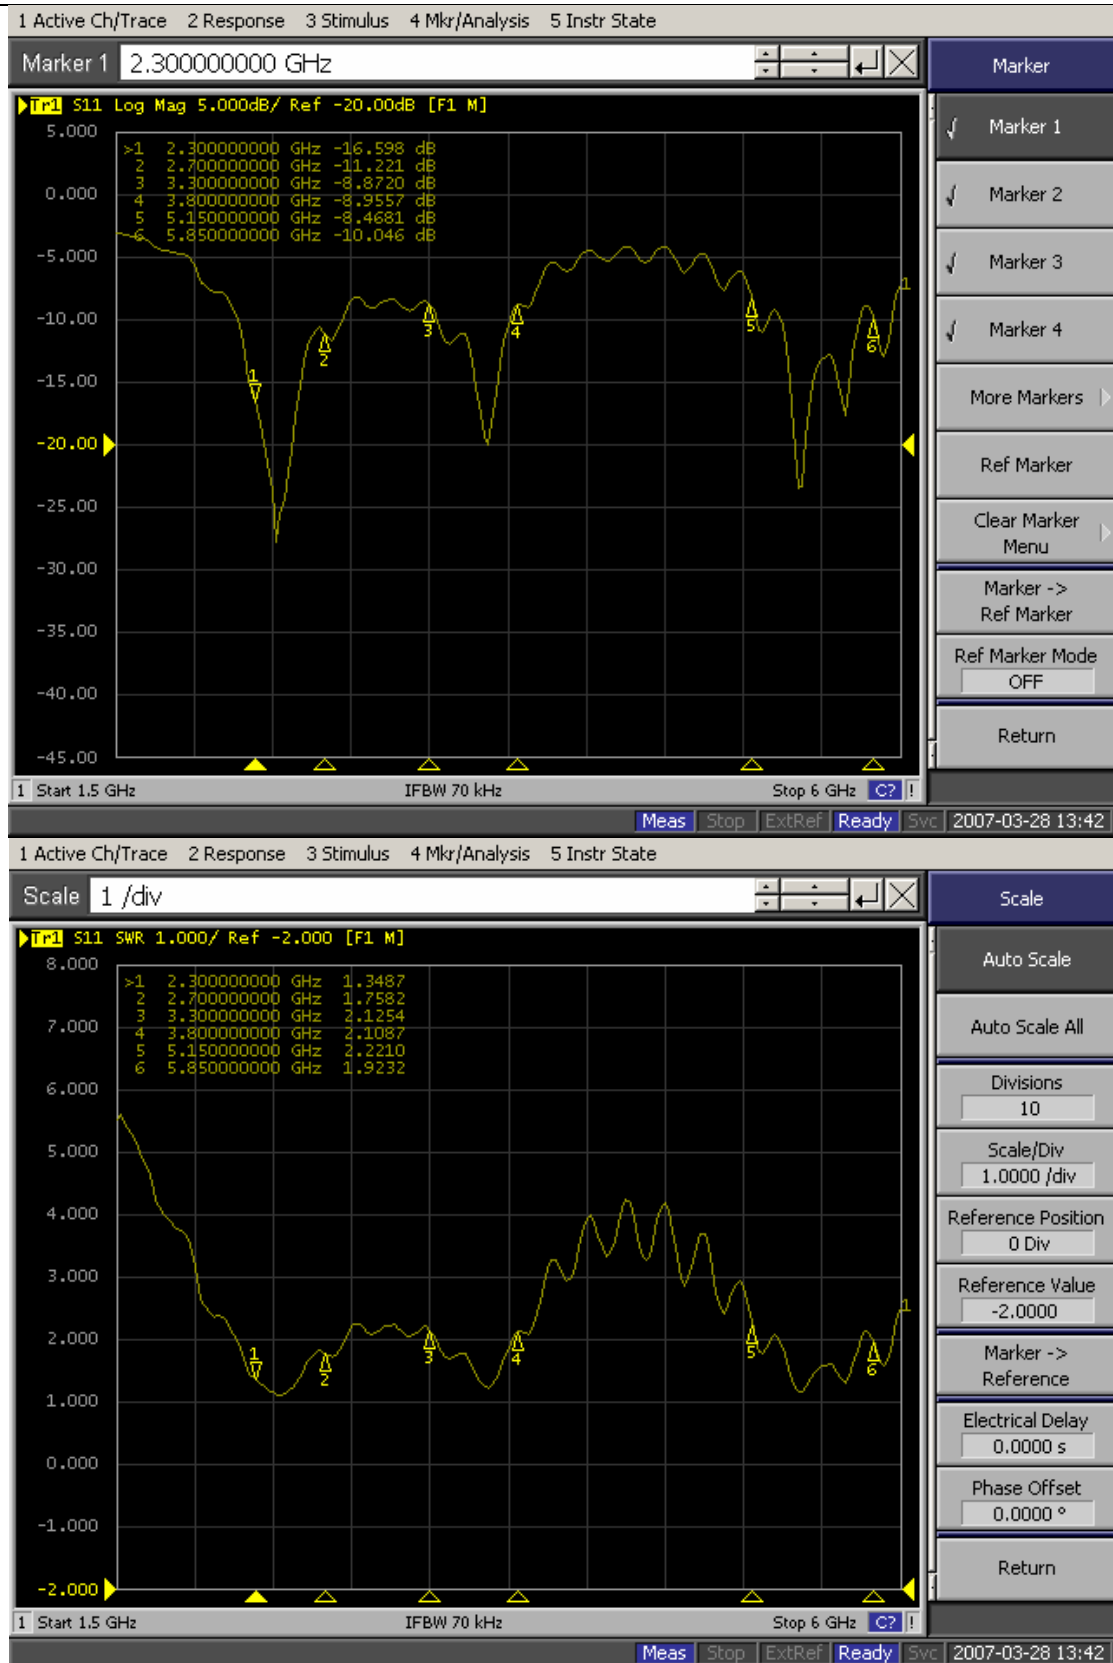 1 Active Ch/Trace 2 Response 3 Stimulus 4 Mkr/Analysis 5 Instr State
Marker 1 2.300000000 GHz
Marker
Tr1 S11 Log Mag 5.000dB/ Ref -20.00dB [F1 M]
5.000
0.000
-5.000
-10.00
-15.00
-20.00
-25.00
-30.00
-35.00
-40.00
-45.00
>1 2.300000000 GHz -16.598 dB
2 2.700000000 GHz -11.221 dB
3 3.300000000 GHz -8.8720 dB
4 3.800000000 GHz -8.9557 dB
5 5.150000000 GHz -8.4681 dB
6 5.850000000 GHz -10.046 dB
1
2
3
4
5
6
1
Marker 1
Marker 2
Marker 3
Marker 4
More Markers
Ref Marker
Clear Marker
Menu
Marker ->
Ref Marker
Ref Marker Mode
OFF
Return
1 Start 1.5 GHz IFBW 70 kHz Stop 6 GHz C? !
Meas Stop ExtRef Ready Svc 2007-03-28 13:42
1 Active Ch/Trace 2 Response 3 Stimulus 4 Mkr/Analysis 5 Instr State
Scale 1 /div
Scale
Tr1 S11 SWR 1.000/ Ref -2.000 [F1 M]
8.000
7.000
6.000
5.000
4.000
3.000
2.000
1.000
0.000
-1.000
-2.000
>1 2.300000000 GHz 1.3487
2 2.700000000 GHz 1.7582
3 3.300000000 GHz 2.1254
4 3.800000000 GHz 2.1087
5 5.150000000 GHz 2.2210
6 5.850000000 GHz 1.9232
1
2
3
4
5
6
1
Auto Scale
Auto Scale All
Divisions
10
Scale/Div
1.0000 /div
Reference Position
0 Div
Reference Value
-2.0000
Marker ->
Reference
Electrical Delay
0.0000 s
Phase Offset
0.0000 °
Return
1 Start 1.5 GHz IFBW 70 kHz Stop 6 GHz C? !
Meas Stop ExtRef Ready Svc 2007-03-28 13:42